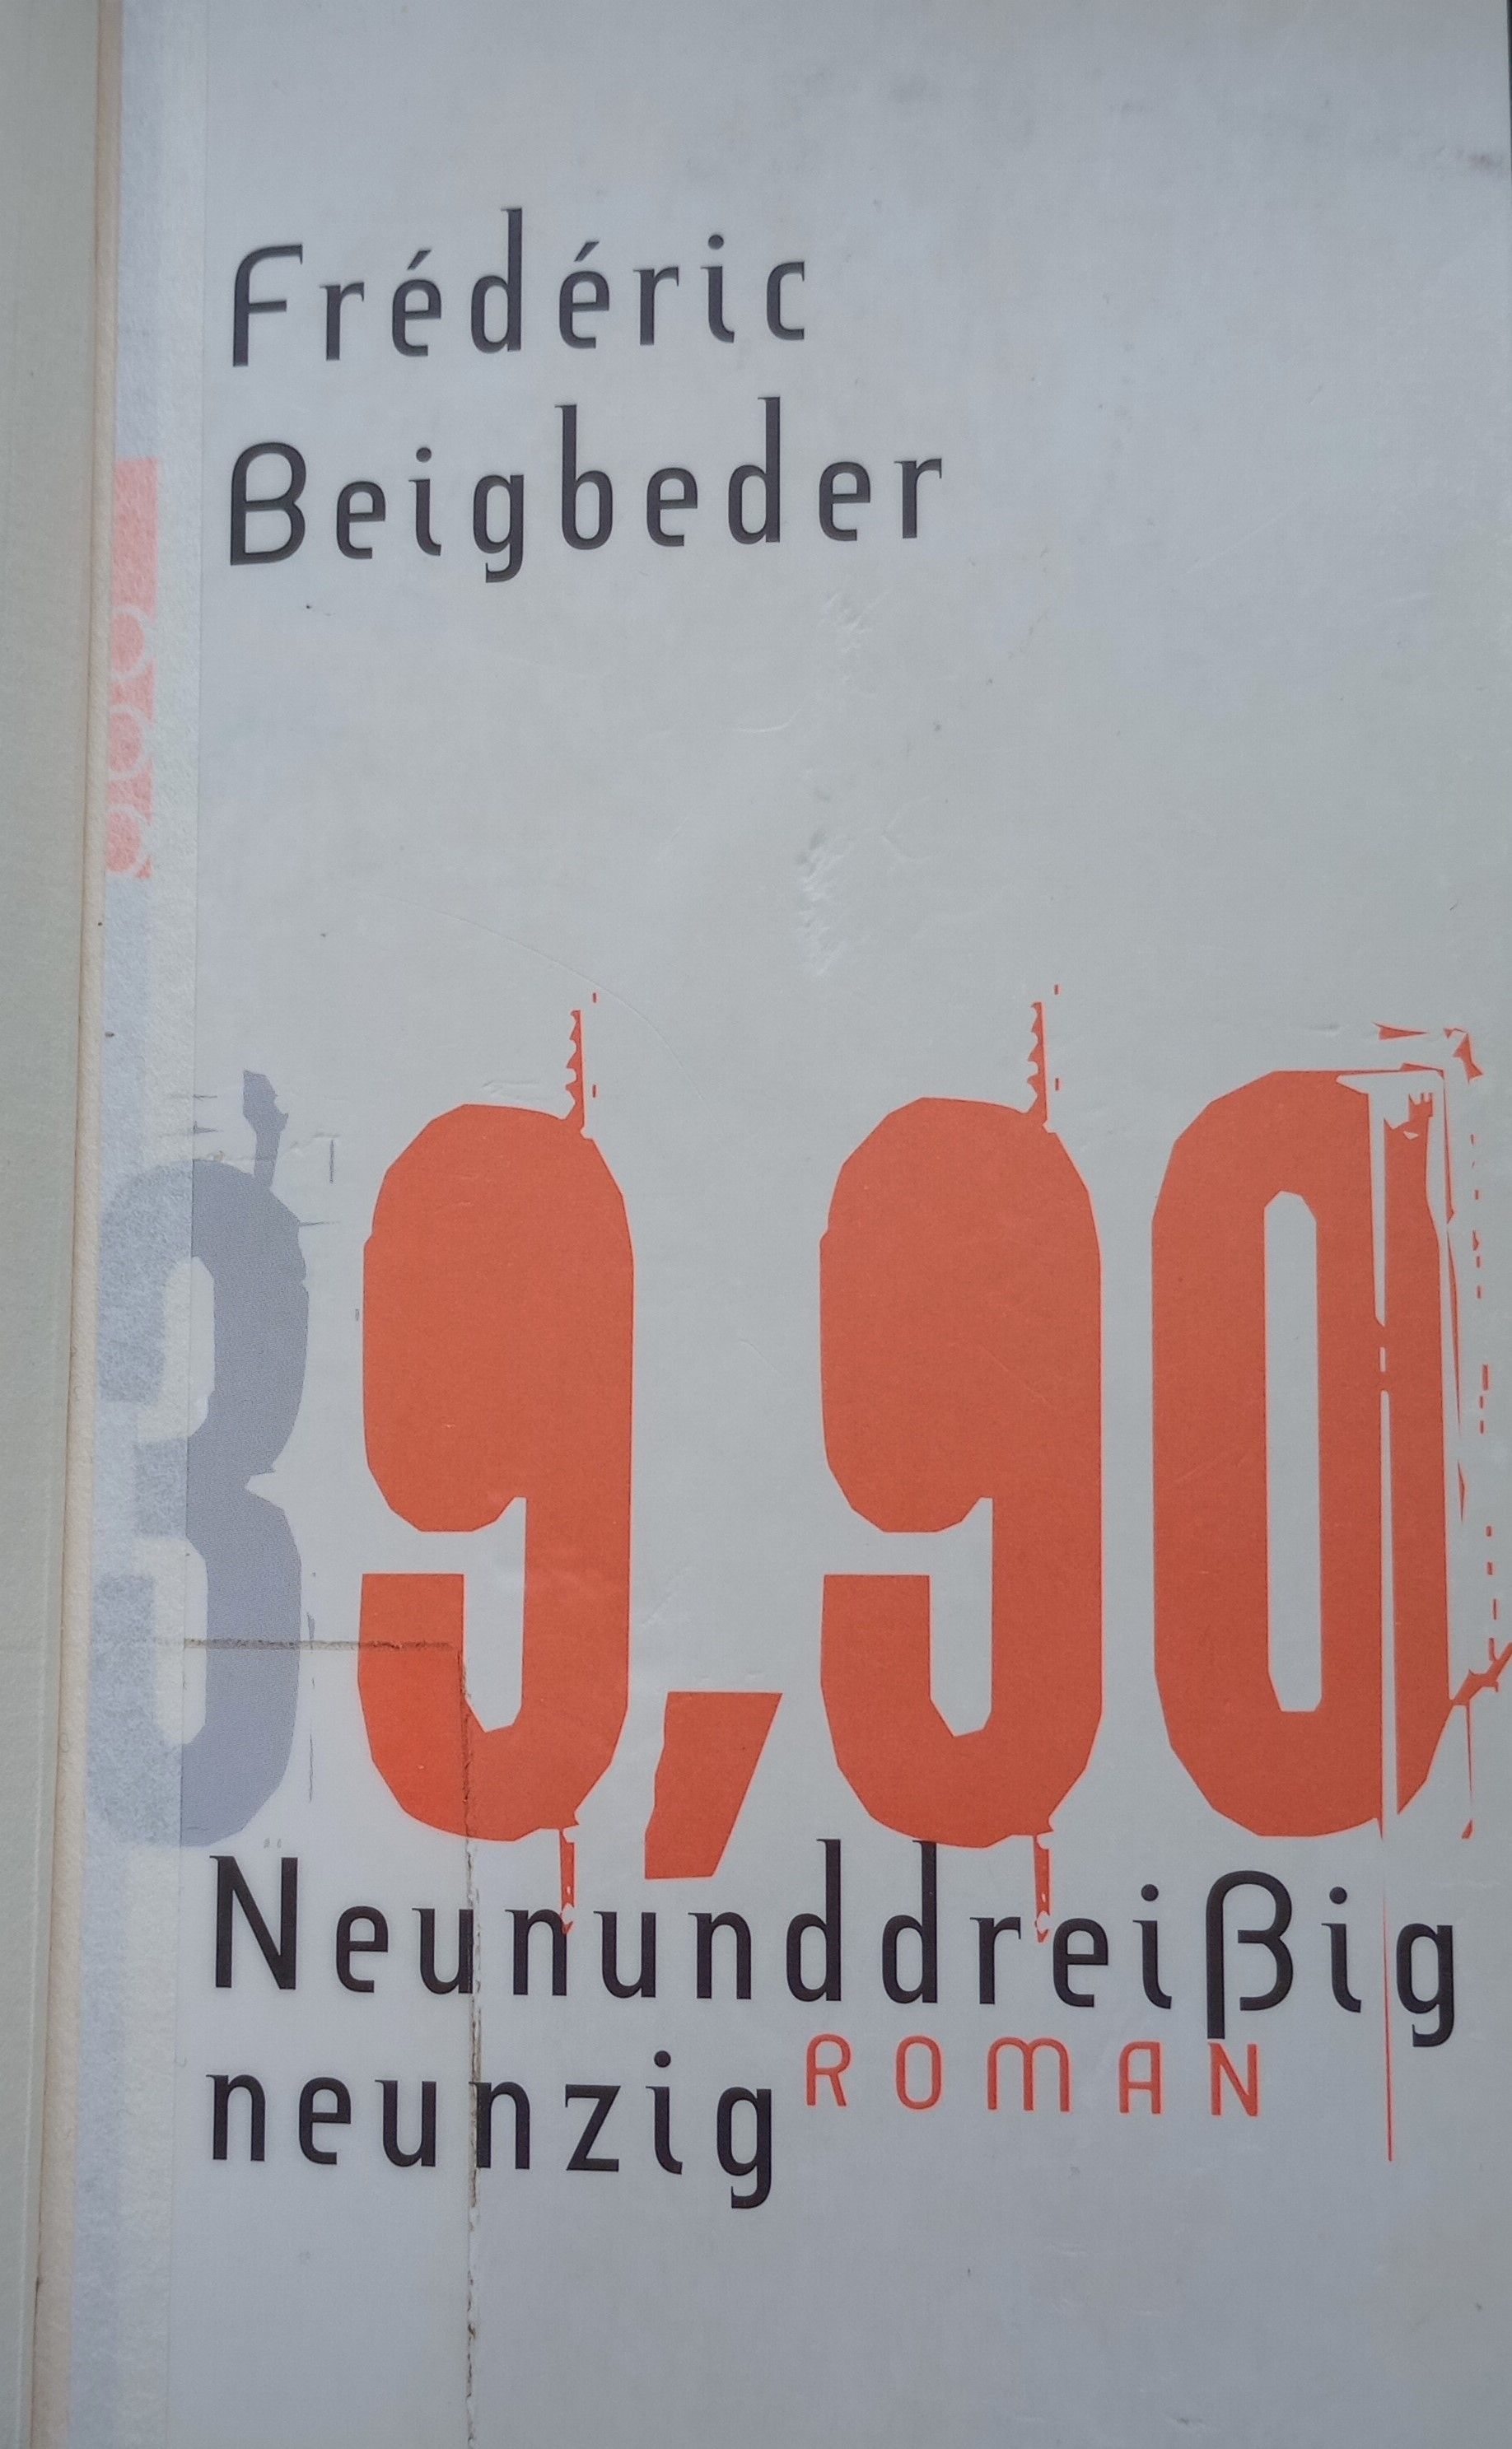 Frédéric
Beigbeder
39,90
Neununddreißig
neunzig ROMAN